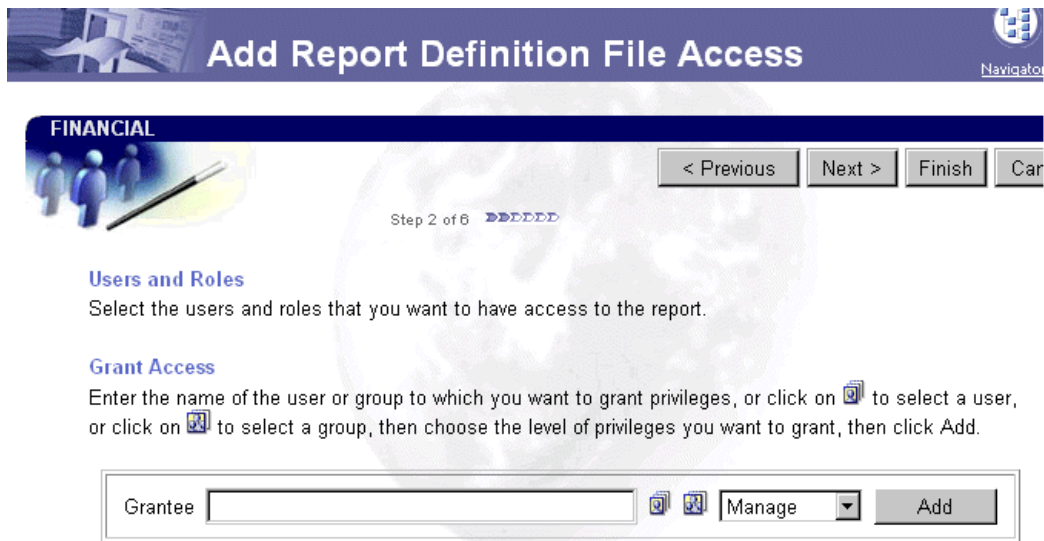 Add Report Definition File Access
Navigator
FINANCIAL
< Previous Next > Finish Can
Step 2 of 6
Users and Roles
Select the users and roles that you want to have access to the report.
Grant Access
Enter the name of the user or group to which you want to grant privileges, or click on to select a user,
or click on to select a group, then choose the level of privileges you want to grant, then click Add.
Grantee Manage Add